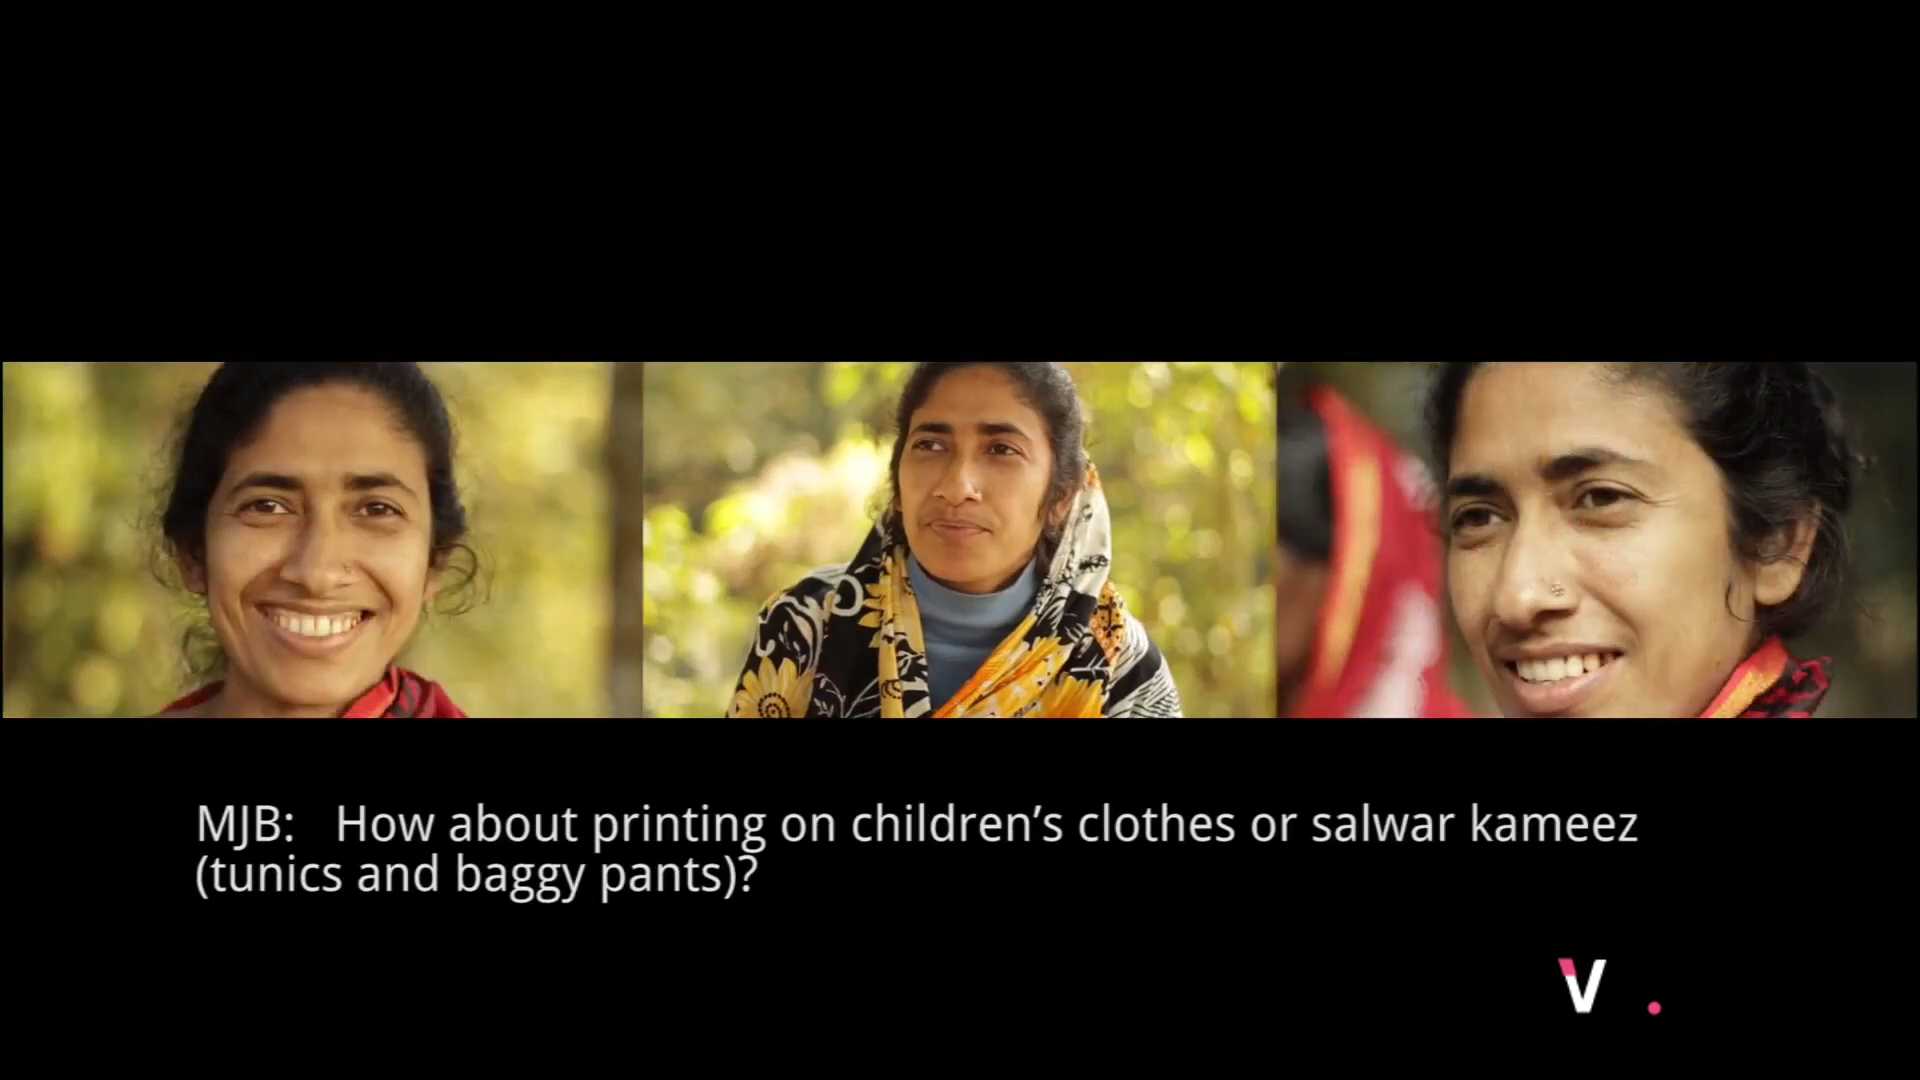 MJB: How about printing on children’s clothes or salwar kameez
(tunics and baggy pants)?
V .